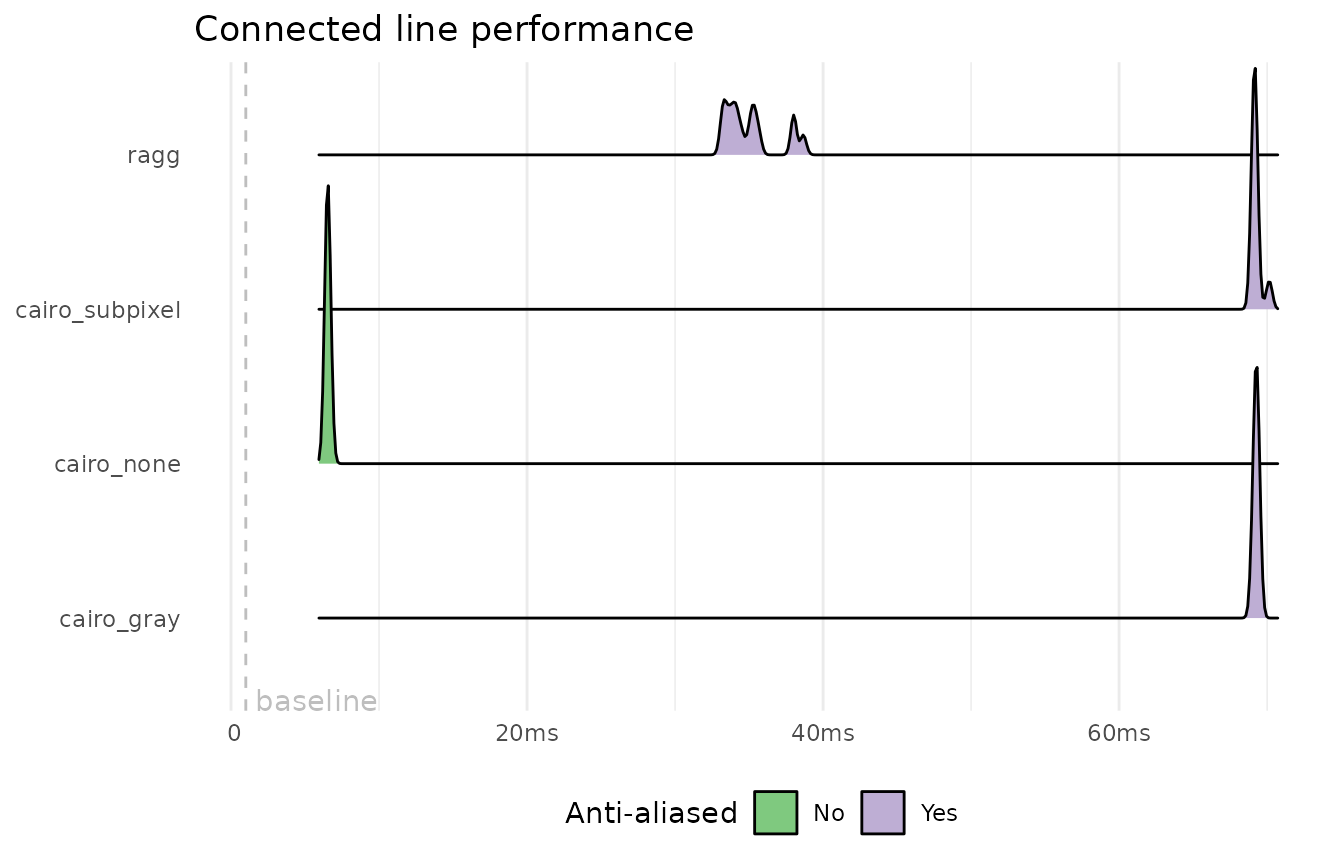 Connected line performance
ragg
cairo_subpixel
cairo_none
cairo_gray
baseline
0 20ms 40ms 60ms
Anti-aliased No Yes